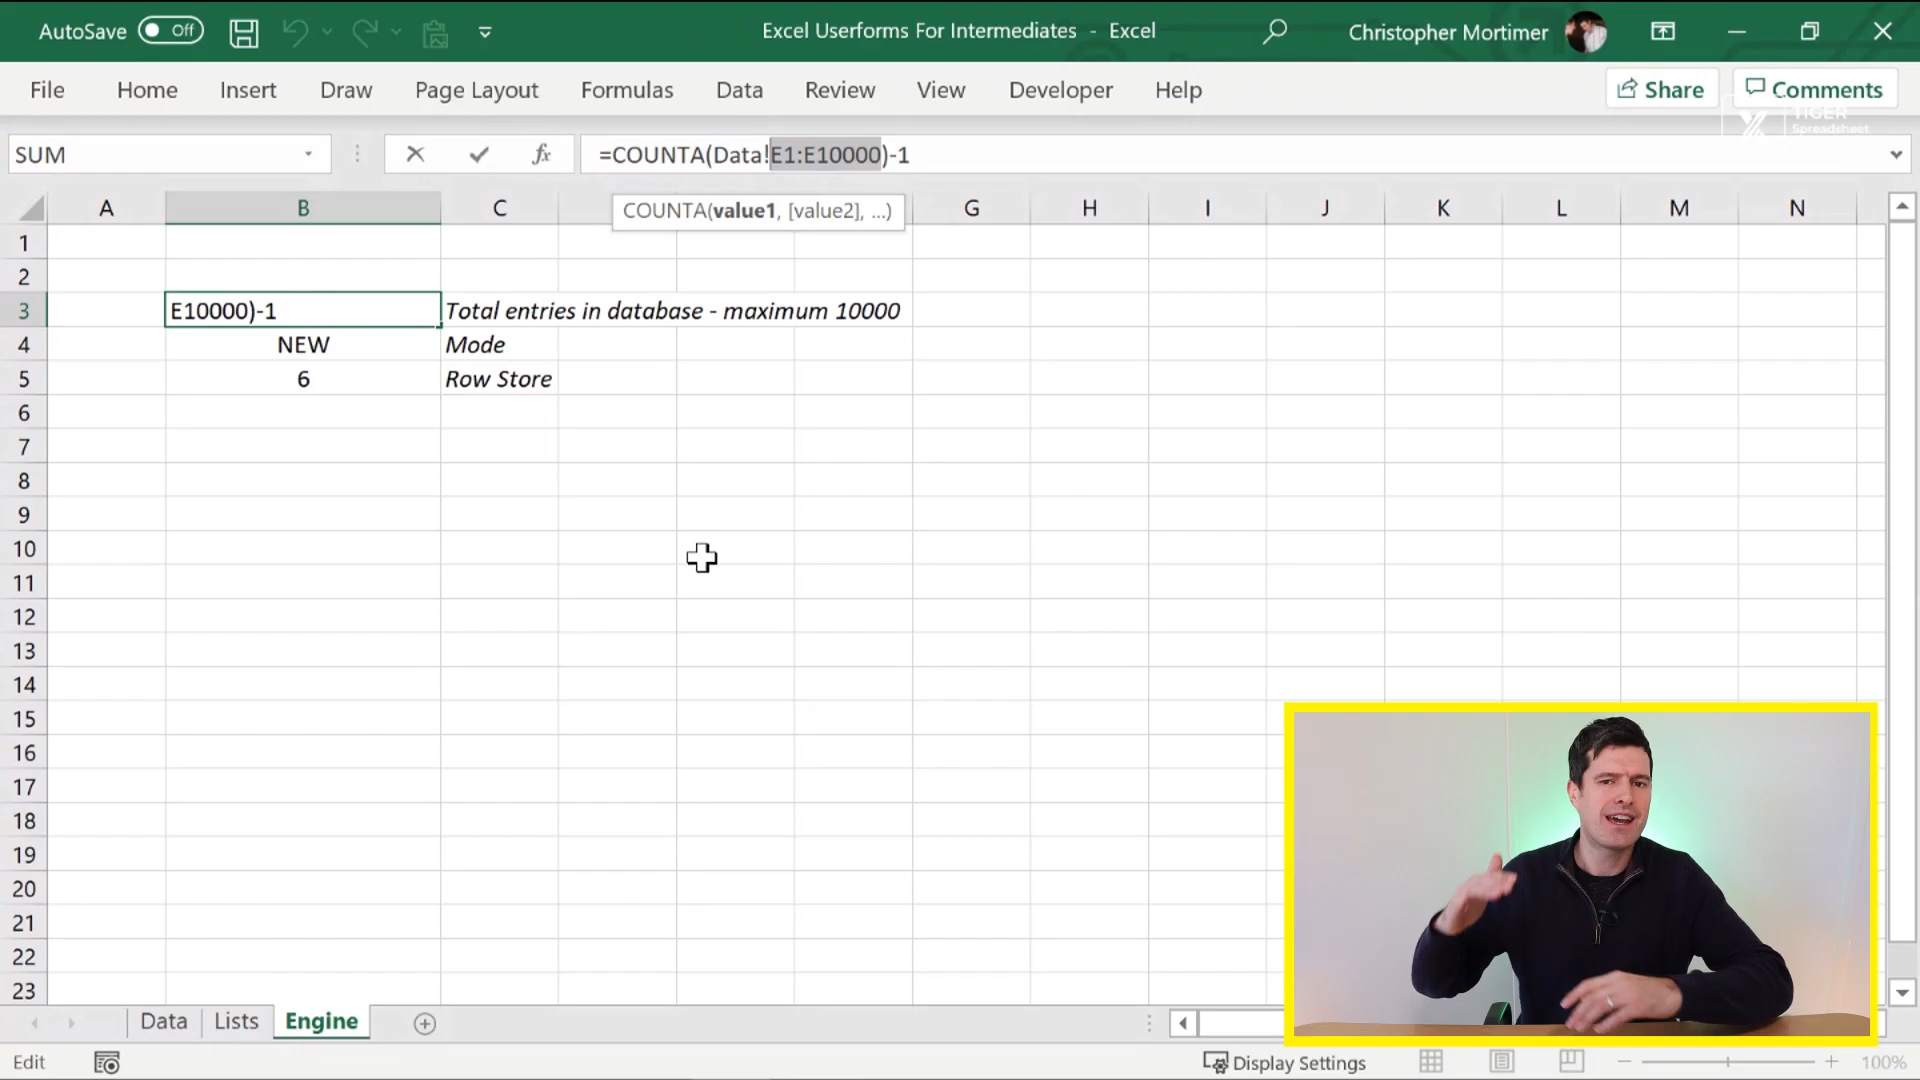 AutoSave Off Excel Userforms For Intermediates - Excel Christopher Mortimer
File Home Insert Draw Page Layout Formulas Data Review View Developer Help Share Comments
TIGER
Spreadsheet
SUM fx =COUNTA(Data!E1:E10000)-1
COUNTA(value1, [value2], ...)
A B C G H I J K L M N
1
2
3 E10000)-1 Total entries in database - maximum 10000
4 NEW Mode
5 6 Row Store
6
7
8
9
10
11
12
13
14
15
16
17
18
19
20
21
22
23
Data Lists Engine
Edit Display Settings 100%